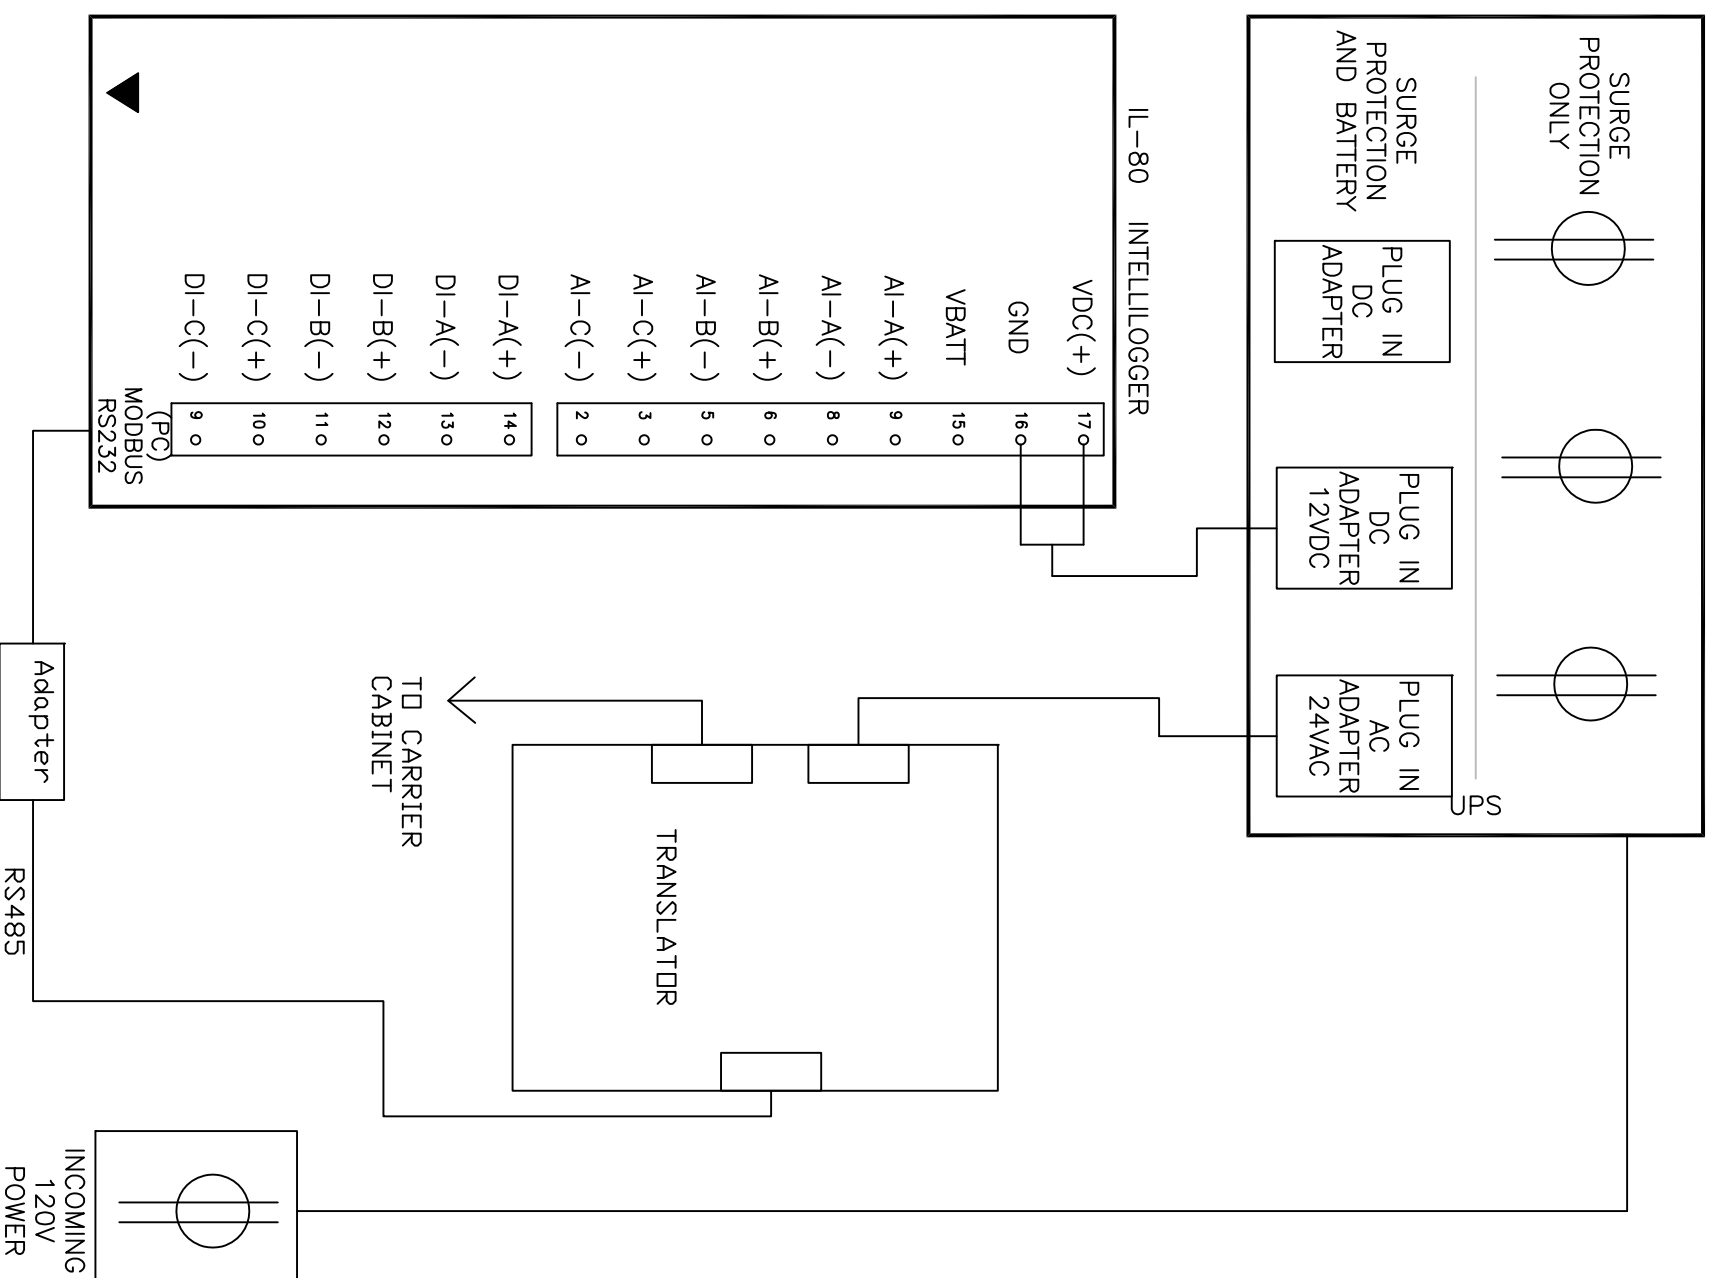 SURGE
PROTECTION
ONLY
SURGE
PROTECTION
AND BATTERY
PLUG IN
DC
ADAPTER
PLUG IN
DC
ADAPTER
12VDC
PLUG IN
AC
ADAPTER
24VAC
UPS
IL-80 INTELLILOGGER
VDC(+)
17
GND
16
VBATT
15
AI-A(+)
9
AI-A(-)
8
AI-B(+)
6
AI-B(-)
5
AI-C(+)
3
AI-C(-)
2
DI-A(+)
14
DI-A(-)
13
DI-B(+)
12
DI-B(-)
11
DI-C(+)
10
DI-C(-)
9
(PC)
MODBUS
RS232
TO CARRIER
CABINET
TRANSLATOR
Adapter
RS485
INCOMING
120V
POWER